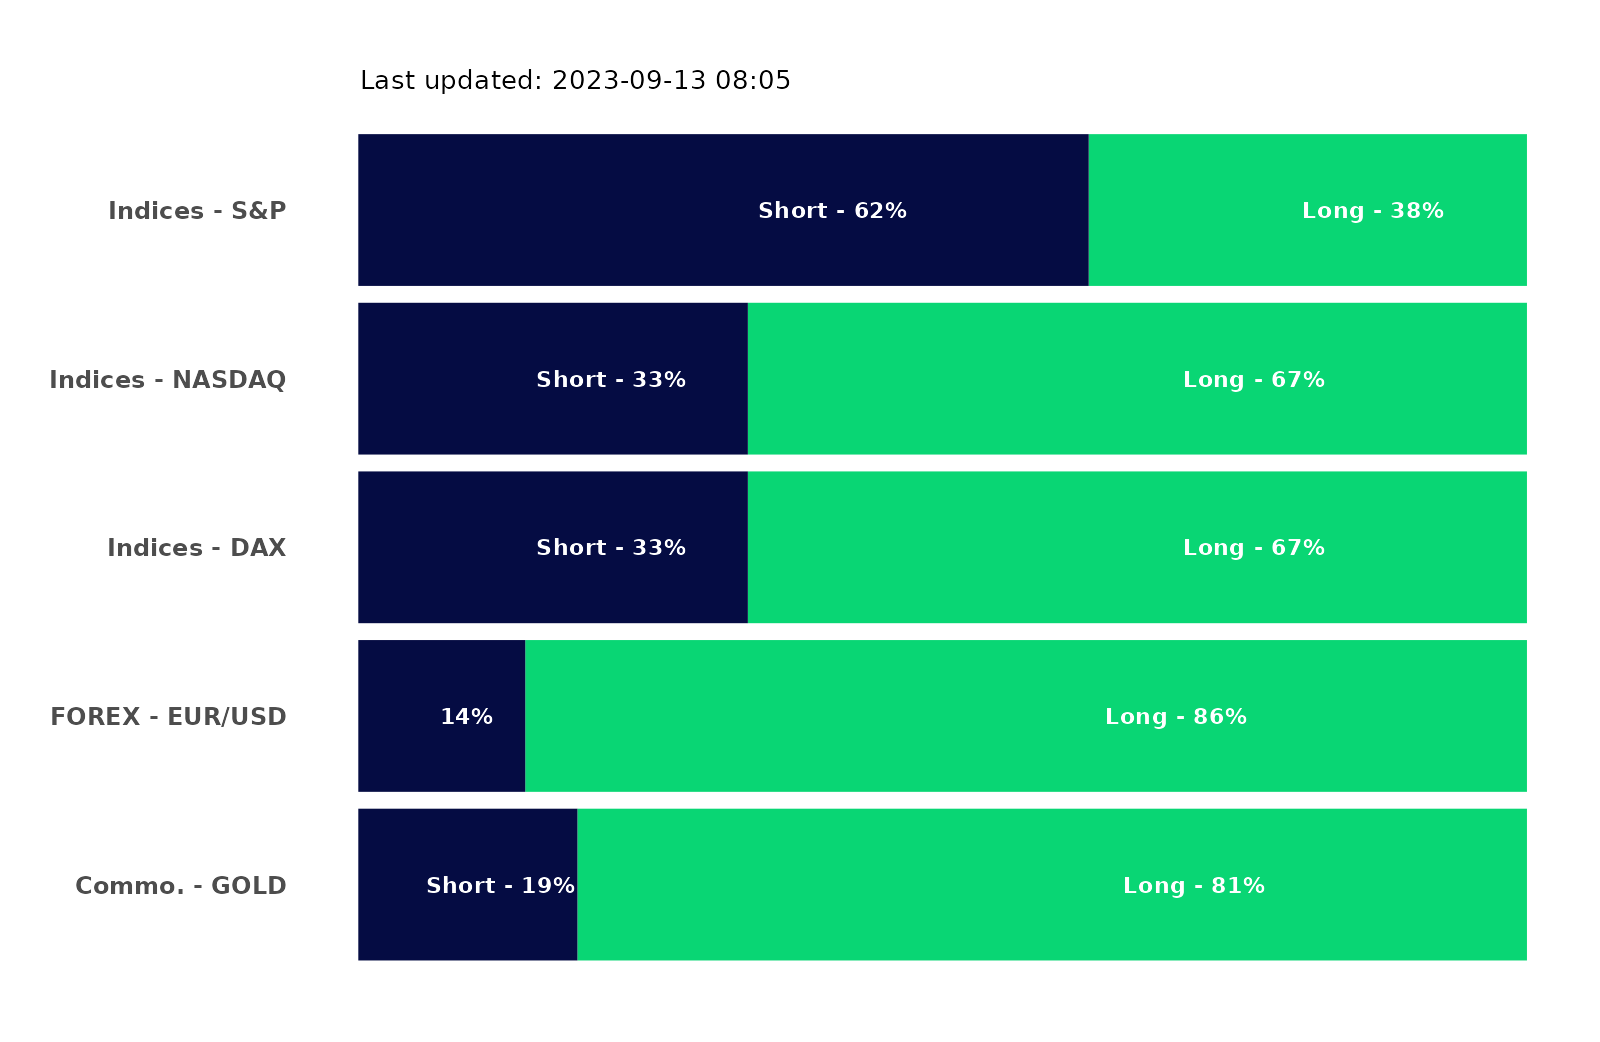 Last updated: 2023-09-13 08:05
Indices - S&P Short - 62% Long - 38%
Indices - NASDAQ Short - 33% Long - 67%
Indices - DAX Short - 33% Long - 67%
FOREX - EUR/USD 14% Long - 86%
Commo. - GOLD Short - 19% Long - 81%